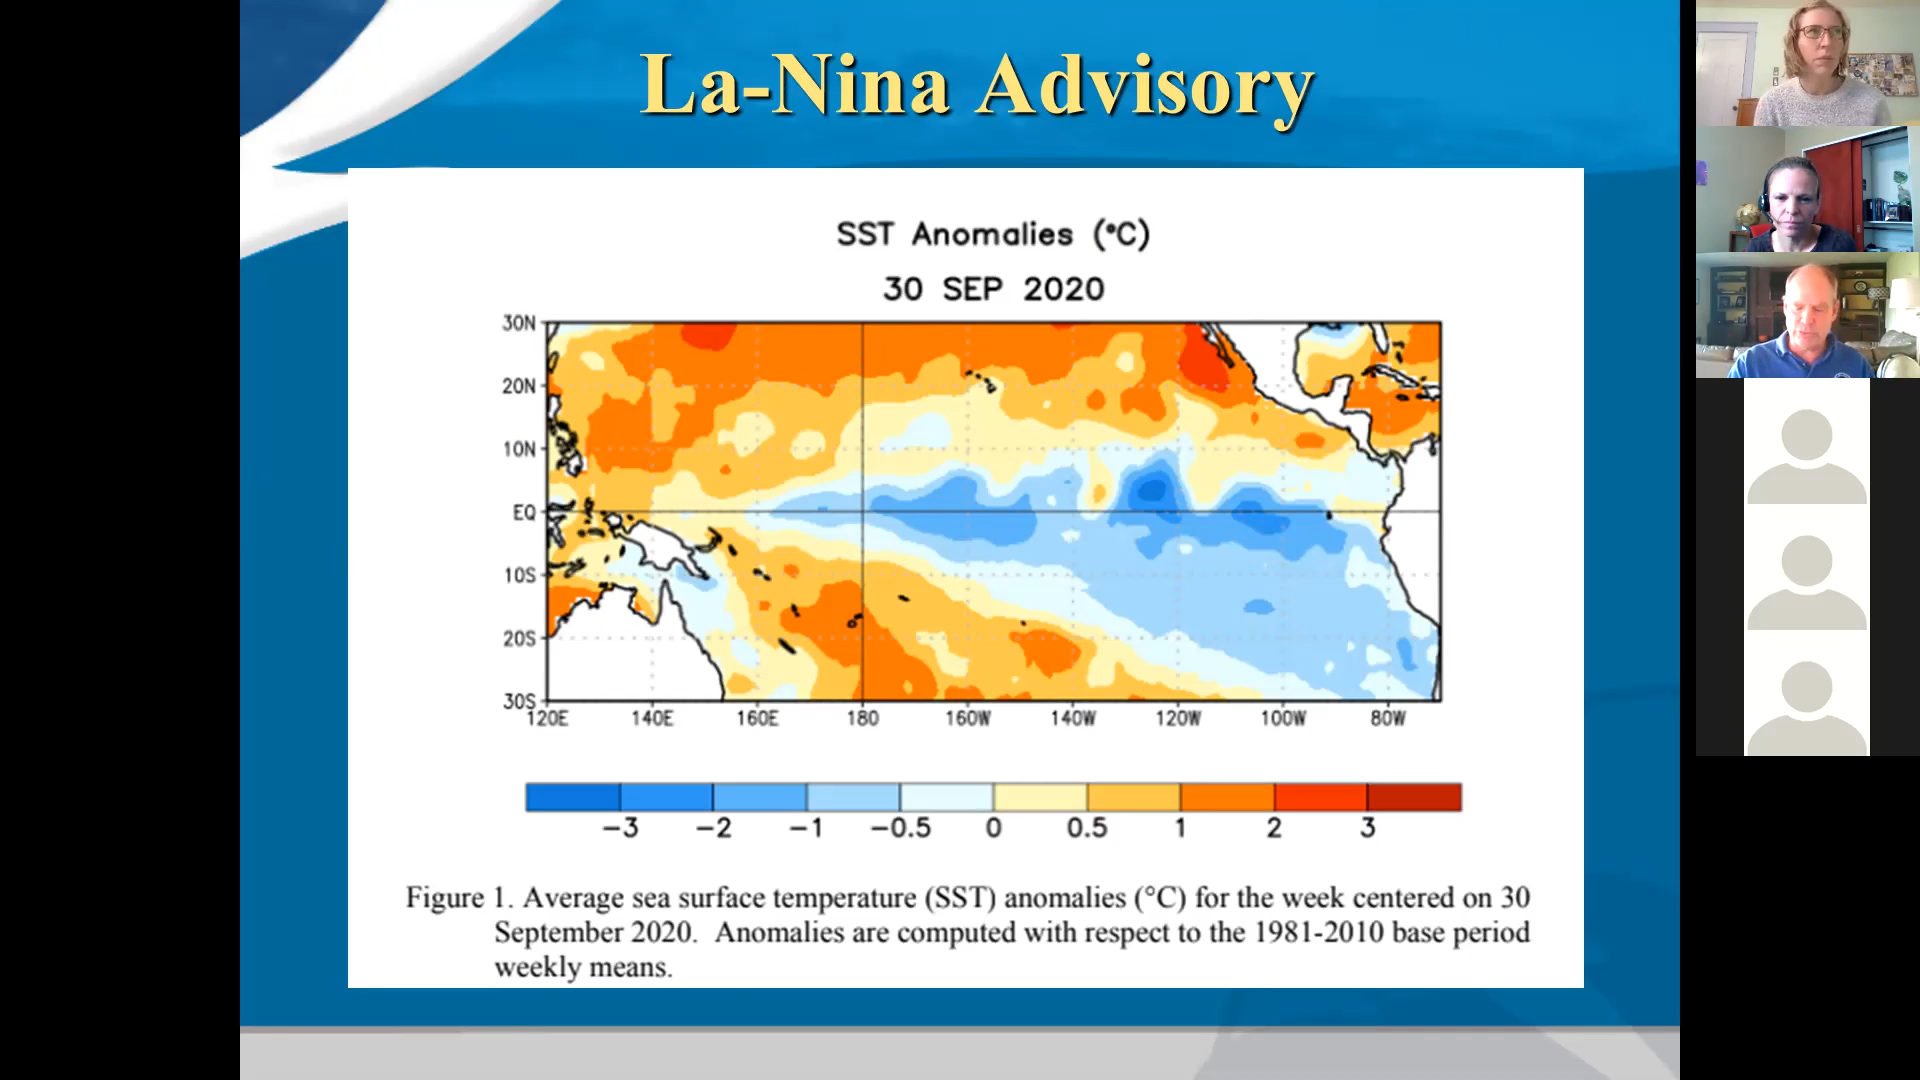 La-Nina Advisory
SST Anomalies (°C)
30 SEP 2020
30N
20N
10N
EQ
10S
20S
30S
120E 140E 160E 180 160W 140W 120W 100W 80W
−3 −2 −1 −0.5 0 0.5 1 2 3
Figure 1. Average sea surface temperature (SST) anomalies (°C) for the week centered on 30
September 2020. Anomalies are computed with respect to the 1981-2010 base period
weekly means.